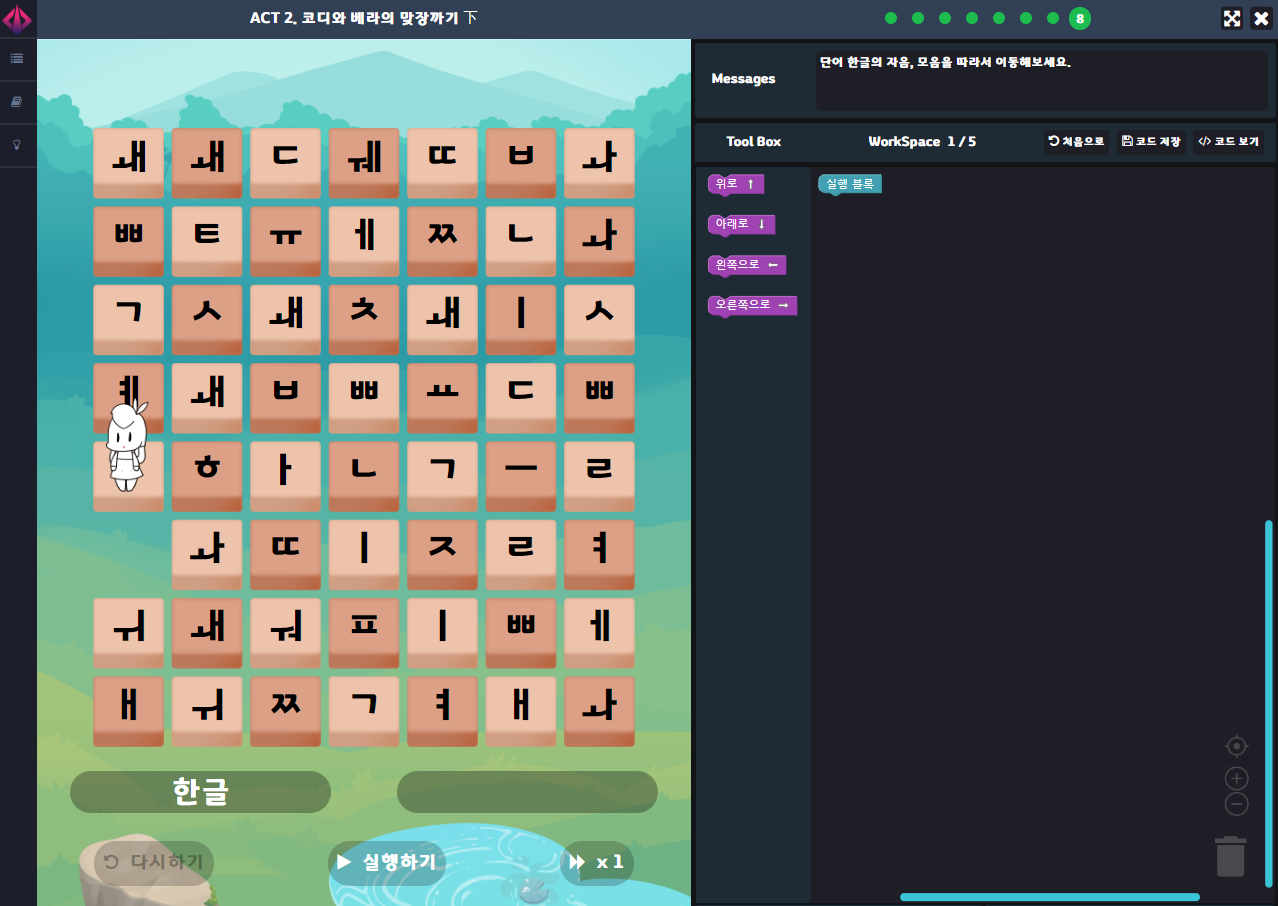 ACT 2, 코디와 베라의 맞장까기 下
8
Messages
단이 한글의 자음, 모음을 따라서 이동해보세요.
Tool Box
WorkSpace 1 / 5
처음으로
코드 저장
</> 코드 보기
위로 ↑
아래로 ↓
왼쪽으로 ←
오른쪽으로 →
실행 블록
ㅙ ㅙ ㄷ ㅞ ㄸ ㅂ ㅘ
ㅃ ㅌ ㅠ ㅔ ㅉ ㄴ ㅘ
ㄱ ㅅ ㅙ ㅊ ㅙ ㅣ ㅅ
ㅙ ㅂ ㅃ ㅛ ㄷ ㅃ
ㅎ ㅏ ㄴ ㄱ ㅡ ㄹ
ㅘ ㄸ ㅣ ㅈ ㄹ ㅕ
ㅟ ㅙ ㅝ ㅍ ㅣ ㅃ ㅔ
ㅐ ㅟ ㅉ ㄱ ㅕ ㅐ ㅘ
한글
다시하기
실행하기
x 1